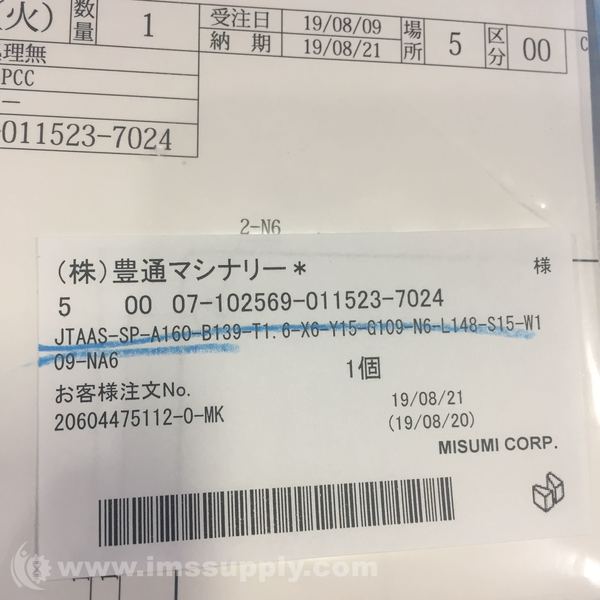 (火) 数量 1 受注日 19/08/09 場所 5 区分 00 C
納期 19/08/21
処理無
PCC
—
-011523-7024
2-N6
(株)豊通マシナリー* 様
5 00 07-102569-011523-7024
JTAAS-SP-A160-B139-T1.6-X6-Y15-G109-N6-L148-S15-W1
09-NA6
1個
お客様注文No.
20604475112-0-MK
19/08/21
(19/08/20)
MISUMI CORP.
www.imssupply.com